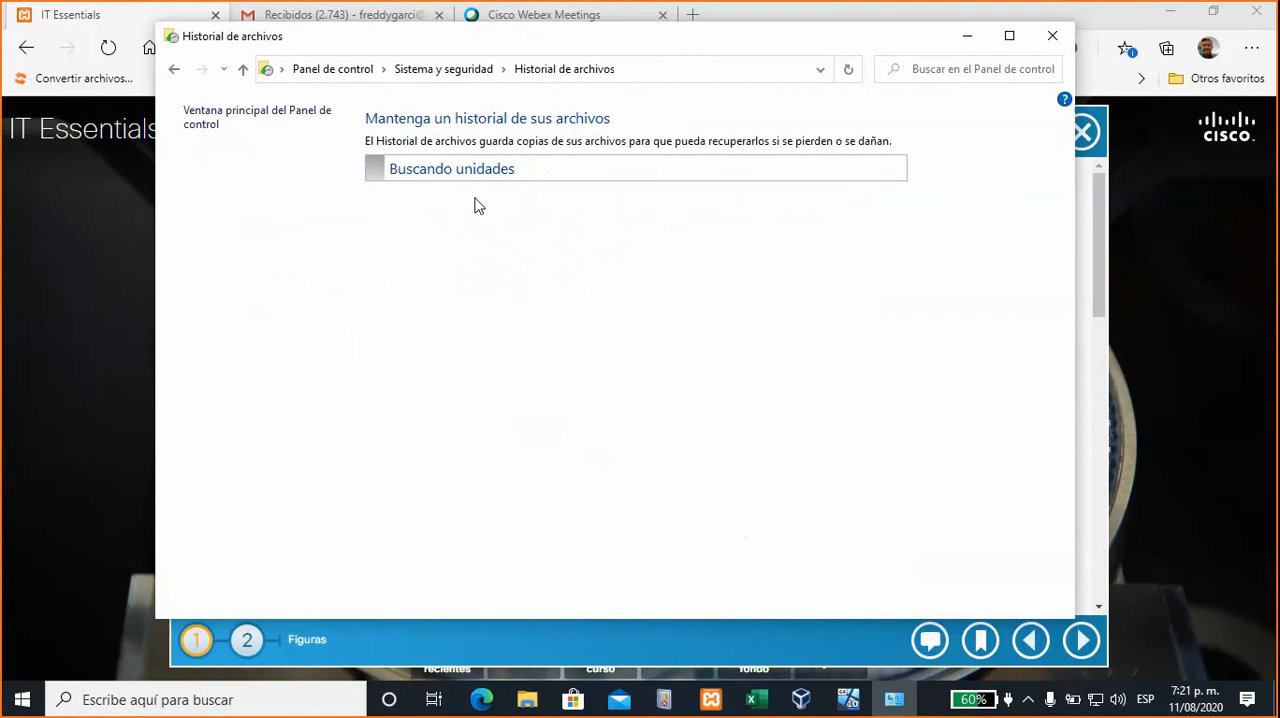 IT Essentials
Recibidos (2.743) - freddygarci@
Cisco Webex Meetings
Historial de archivos
Convertir archivos...
Otros favoritos
Panel de control
Sistema y seguridad
Historial de archivos
Buscar en el Panel de control
IT Essentials
CISCO
Ventana principal del Panel de
control
Mantenga un historial de sus archivos
El Historial de archivos guarda copias de sus archivos para que pueda recuperarlos si se pierden o se dañan.
Buscando unidades
1
2
Figuras
recientes
curso
fondo
Escribe aquí para buscar
10
60%
ESP
7:21 p. m.
11/08/2020